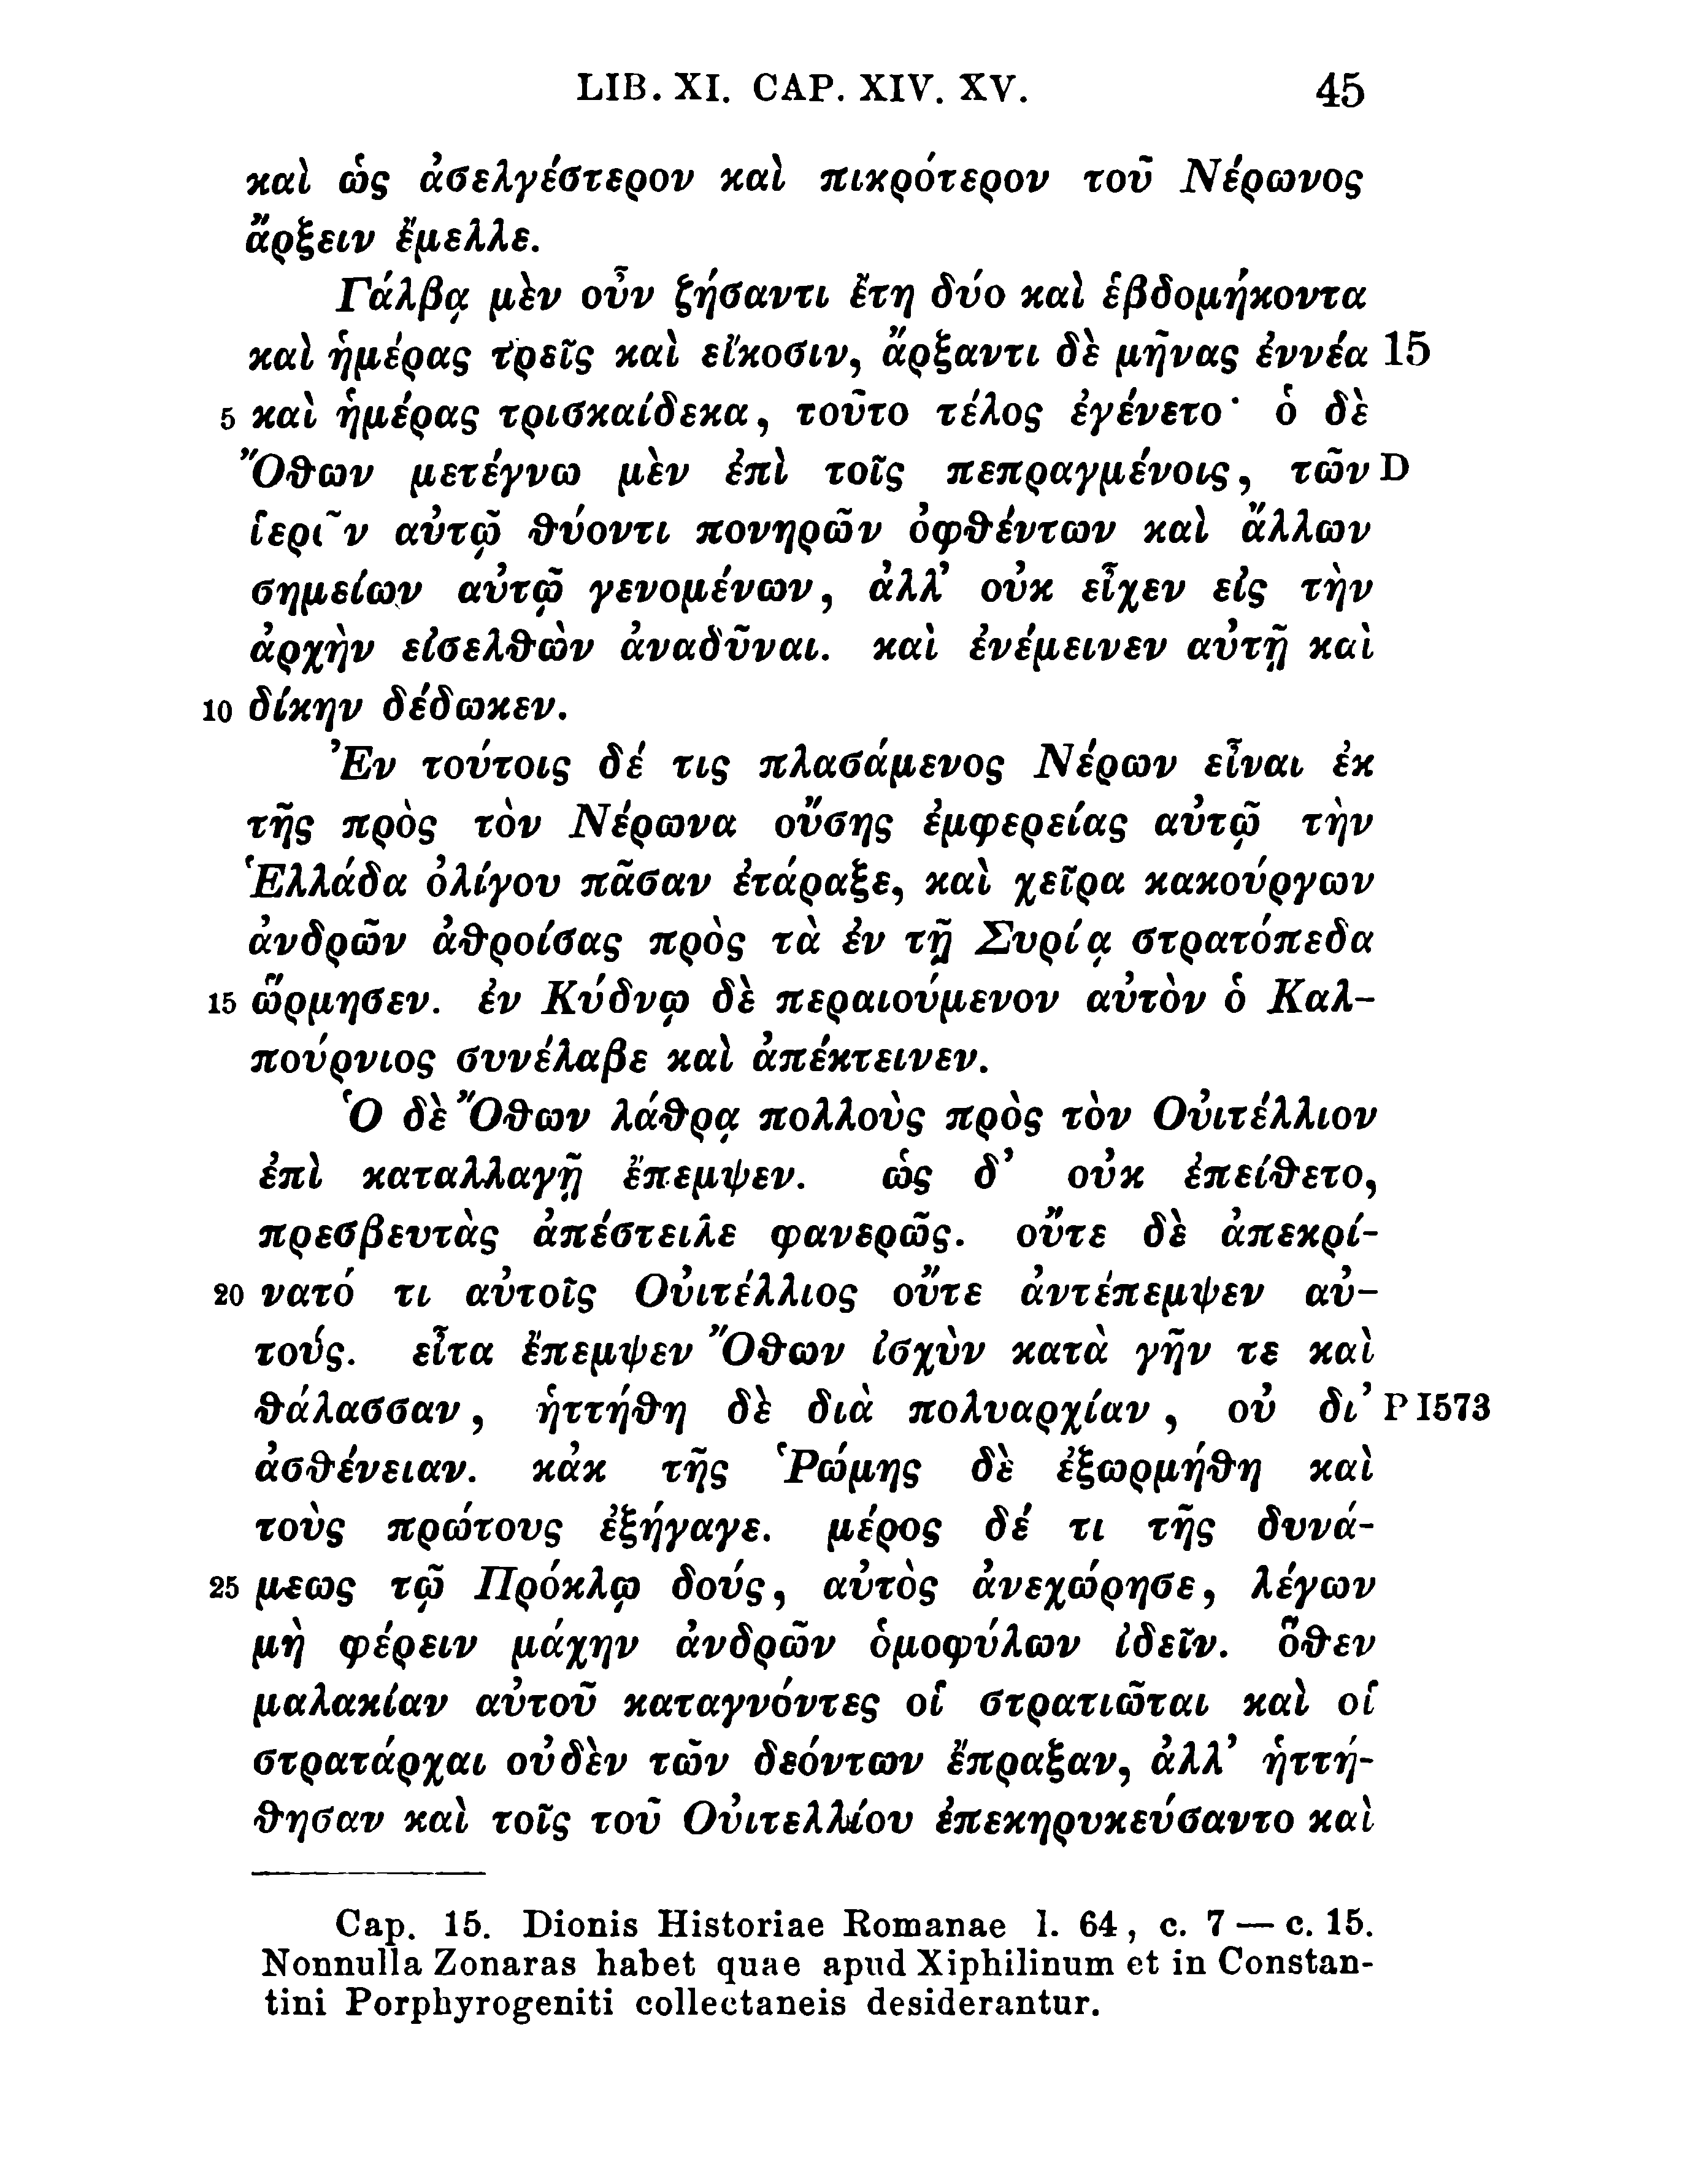 LIB. XI. CAP. XIV. XV. 45
καὶ ὡς ἀσελγέστερον καὶ πικρότερον τοῦ Νέρωνος
ἄρξειν ἔμελλε.
Γάλβᾳ μὲν οὖν ζήσαντι ἔτη δύο καὶ ἑβδομήκοντα
καὶ ἡμέρας τρεῖς καὶ εἴκοσιν, ἄρξαντι δὲ μῆνας ἐννέα 15
5 καὶ ἡμέρας τρισκαίδεκα, τοῦτο τέλος ἐγένετο· ὁ δὲ
Ὄθων μετέγνω μὲν ἐπὶ τοῖς πεπραγμένοις, τῶν D
ἱερῶν αὐτῷ θύοντι πονηρῶν ὀφθέντων καὶ ἄλλων
σημείων αὐτῷ γενομένων, ἀλλ' οὐκ εἶχεν εἰς τὴν
ἀρχὴν εἰσελθὼν ἀναδῦναι. καὶ ἐνέμεινεν αὐτῇ καὶ
10 δίκην δέδωκεν.
Ἐν τούτοις δέ τις πλασάμενος Νέρων εἶναι ἐκ
τῆς πρὸς τὸν Νέρωνα οὔσης ἐμφερείας αὐτῷ τὴν
Ἑλλάδα ὀλίγου πᾶσαν ἐτάραξε, καὶ χεῖρα κακούργων
ἀνδρῶν ἀθροίσας πρὸς τὰ ἐν τῇ Συρίᾳ στρατόπεδα
15 ὥρμησεν. ἐν Κύδνῳ δὲ περαιούμενον αὐτὸν ὁ Καλ-
πούρνιος συνέλαβε καὶ ἀπέκτεινεν.
Ὁ δὲ Ὄθων λάθρᾳ πολλοὺς πρὸς τὸν Οὐιτέλλιον
ἐπὶ καταλλαγῇ ἔπεμψεν. ὡς δ' οὐκ ἐπείθετο,
πρεσβευτὰς ἀπέστειλε φανερῶς. οὔτε δὲ ἀπεκρί-
20 νατό τι αὐτοῖς Οὐιτέλλιος οὔτε ἀντέπεμψεν αὐ-
τούς. εἶτα ἔπεμψεν Ὄθων ἰσχὺν κατὰ γῆν τε καὶ
θάλασσαν, ἡττήθη δὲ διὰ πολυαρχίαν, οὐ δι' P I573
ἀσθένειαν. κἀκ τῆς Ῥώμης δὲ ἐξωρμήθη καὶ
τοὺς πρώτους ἐξήγαγε. μέρος δέ τι τῆς δυνά-
25 μεως τῷ Πρόκλῳ δούς, αὐτὸς ἀνεχώρησε, λέγων
μὴ φέρειν μάχην ἀνδρῶν ὁμοφύλων ἰδεῖν. ὅθεν
μαλακίαν αὐτοῦ καταγνόντες οἱ στρατιῶται καὶ οἱ
στρατάρχαι οὐδὲν τῶν δεόντων ἔπραξαν, ἀλλ' ἡττή-
θησαν καὶ τοῖς τοῦ Οὐιτελλίου ἐπεκηρυκεύσαντο καὶ
Cap. 15. Dionis Historiae Romanae l. 64, c. 7 — c. 15.
Nonnulla Zonaras habet quae apud Xiphilinum et in Constan-
tini Porphyrogeniti collectaneis desiderantur.